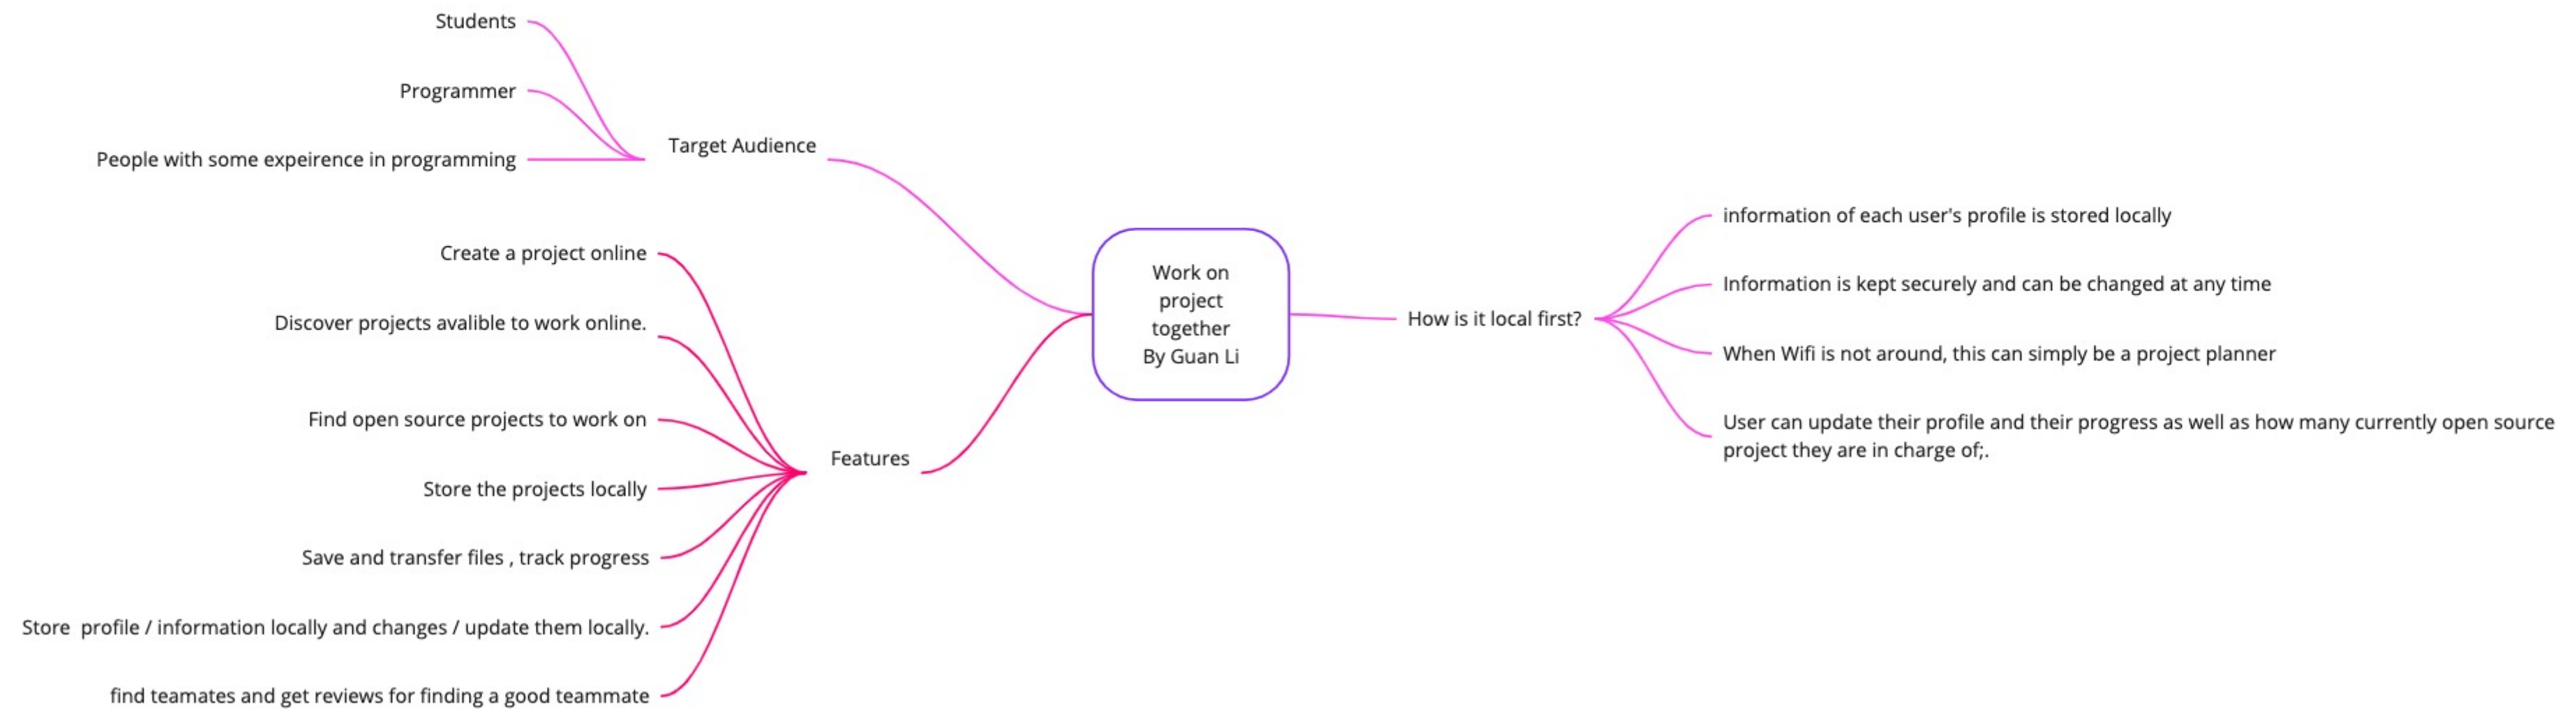 Students
Programmer
People with some expeirence in programming
Target Audience
Create a project online
Discover projects avalible to work online.
Find open source projects to work on
Store the projects locally
Save and transfer files , track progress
Store  profile / information locally and changes / update them locally.
find teamates and get reviews for finding a good teammate
Features
Work on
project
together
By Guan Li
How is it local first?
information of each user's profile is stored locally
Information is kept securely and can be changed at any time
When Wifi is not around, this can simply be a project planner
User can update their profile and their progress as well as how many currently open source
project they are in charge of;.